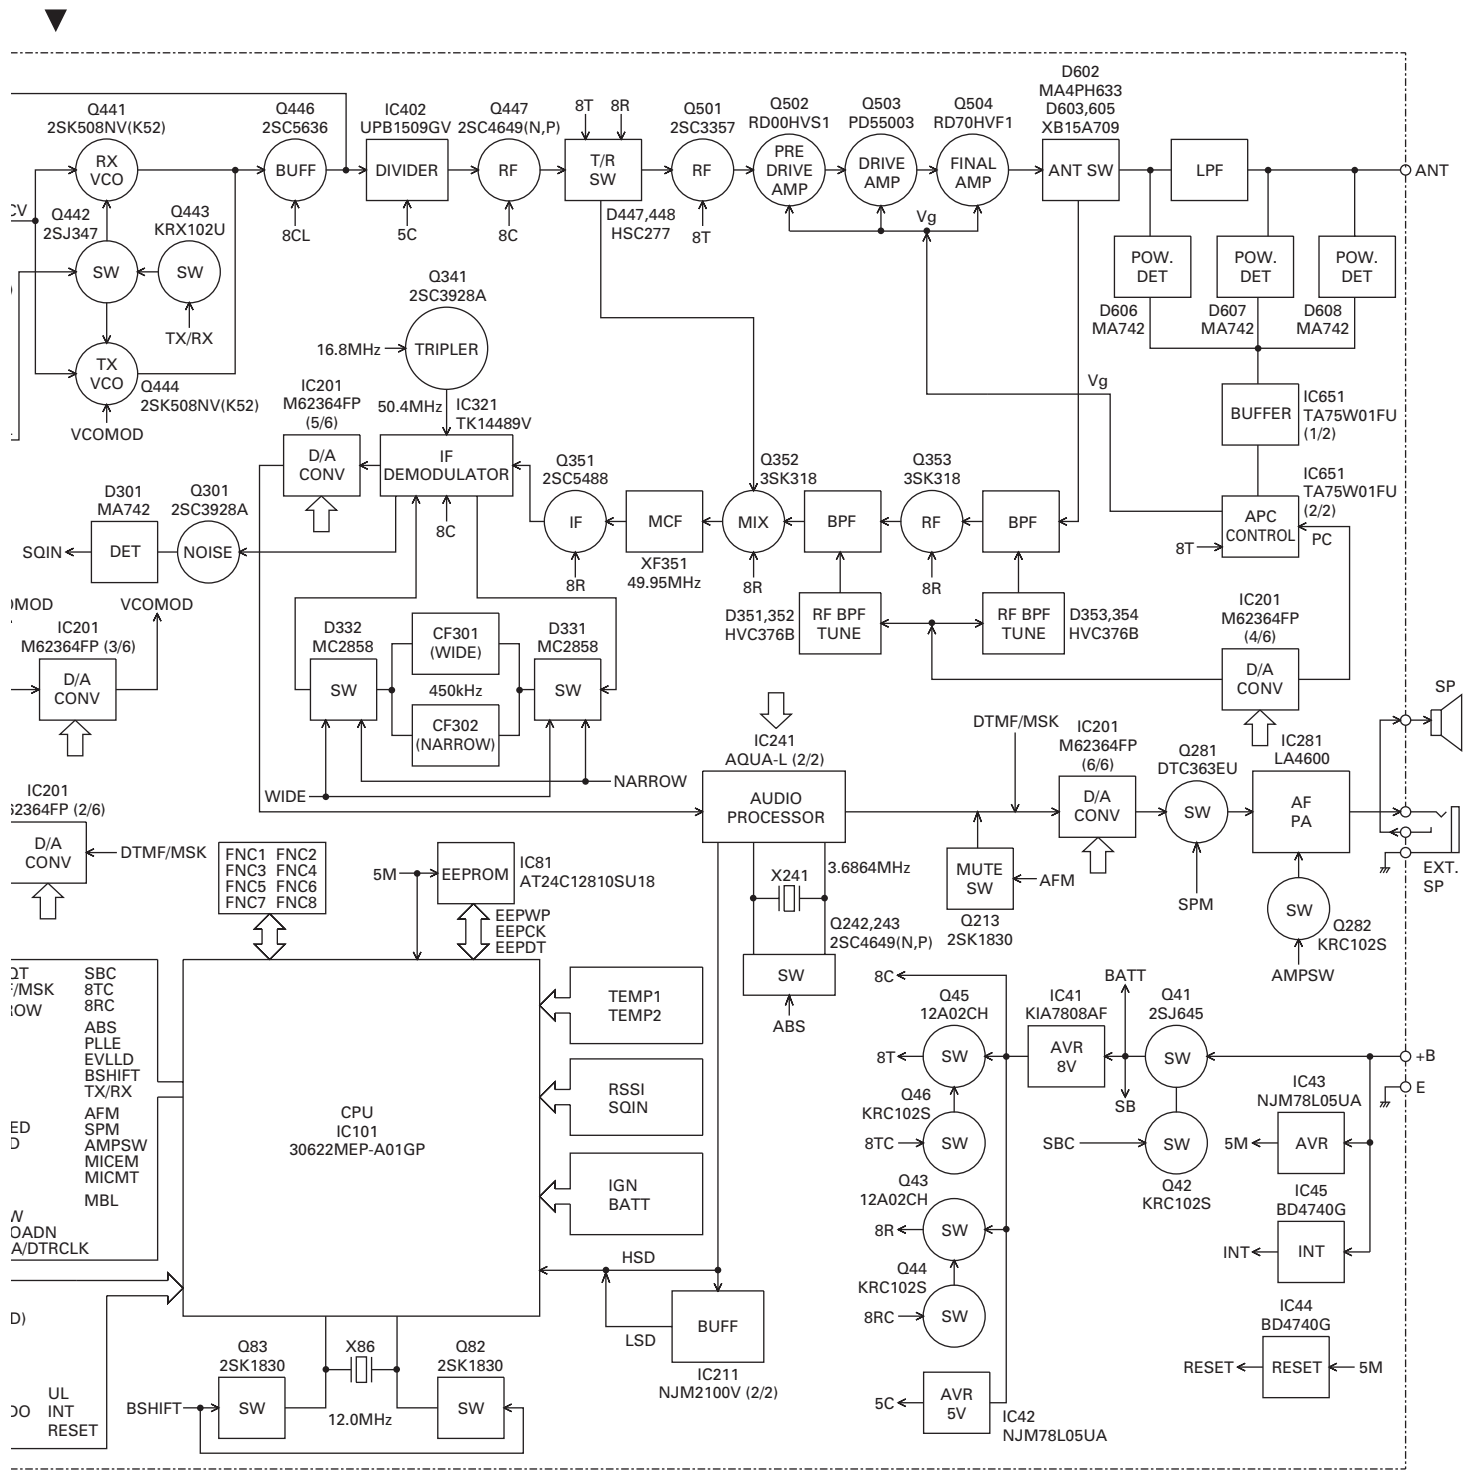 Q441
2SK508NV(K52)
RX
VCO
Q446
2SC5636
BUFF
8CL
IC402
UPB1509GV
DIVIDER
5C
Q447
2SC4649(N,P)
RF
8C
8T 8R
T/R
SW
D447,448
HSC277
Q501
2SC3357
RF
8T
Q502
RD00HVS1
PRE
DRIVE
AMP
Q503
PD55003
DRIVE
AMP
Q504
RD70HVF1
FINAL
AMP
Vg
D602
MA4PH633
D603,605
XB15A709
ANT SW
LPF
ANT
CV
Q442
2SJ347
SW
Q443
KRX102U
SW
TX/RX
TX
VCO
Q444
2SK508NV(K52)
VCOMOD
Q341
2SC3928A
16.8MHz
TRIPLER
50.4MHz
POW.
DET
D606
MA742
POW.
DET
D607
MA742
POW.
DET
D608
MA742
Vg
BUFFER
IC651
TA75W01FU
(1/2)
IC651
TA75W01FU
(2/2)
APC
CONTROL
8T
PC
IC201
M62364FP
(5/6)
D/A
CONV
IC321
TK14489V
IF
DEMODULATOR
8C
Q351
2SC5488
IF
8R
MCF
XF351
49.95MHz
Q352
3SK318
MIX
8R
BPF
Q353
3SK318
RF
8R
BPF
D301
MA742
SQIN
DET
Q301
2SC3928A
NOISE
OMOD
VCOMOD
IC201
M62364FP (3/6)
D/A
CONV
D332
MC2858
SW
CF301
(WIDE)
450kHz
CF302
(NARROW)
D331
MC2858
SW
NARROW
WIDE
D351,352
HVC376B
RF BPF
TUNE
RF BPF
TUNE
D353,354
HVC376B
IC201
M62364FP
(4/6)
D/A
CONV
IC201
62364FP (2/6)
D/A
CONV
DTMF/MSK
IC241
AQUA-L (2/2)
AUDIO
PROCESSOR
DTMF/MSK
IC201
M62364FP
(6/6)
D/A
CONV
Q281
DTC363EU
SW
SPM
IC281
LA4600
AF
PA
SP
EXT.
SP
SW
Q282
KRC102S
AMPSW
MUTE
SW
AFM
Q213
2SK1830
3.6864MHz
X241
Q242,243
2SC4649(N,P)
SW
ABS
FNC1 FNC2
FNC3 FNC4
FNC5 FNC6
FNC7 FNC8
5M
EEPROM
IC81
AT24C12810SU18
EEPWP
EEPCK
EEPDT
QT
F/MSK
ROW
SBC
8TC
8RC
ABS
PLLE
EVLLD
BSHIFT
TX/RX
AFM
SPM
AMPSW
MICEM
MICMT
MBL
ED
D
W
OADN
A/DTRCLK
CPU
IC101
30622MEP-A01GP
TEMP1
TEMP2
RSSI
SQIN
IGN
BATT
HSD
LSD
BUFF
IC211
NJM2100V (2/2)
8C
Q45
12A02CH
8T
SW
Q46
KRC102S
8TC
SW
Q43
12A02CH
8R
SW
Q44
KRC102S
8RC
SW
5C
AVR
5V
IC42
NJM78L05UA
IC41
KIA7808AF
AVR
8V
BATT
SB
Q41
2SJ645
SW
SBC
SW
Q42
KRC102S
+B
E
IC43
NJM78L05UA
5M
AVR
IC45
BD4740G
INT
INT
IC44
BD4740G
RESET
RESET
5M
D)
UL
DO INT
RESET
Q83
2SK1830
BSHIFT
SW
X86
12.0MHz
Q82
2SK1830
SW